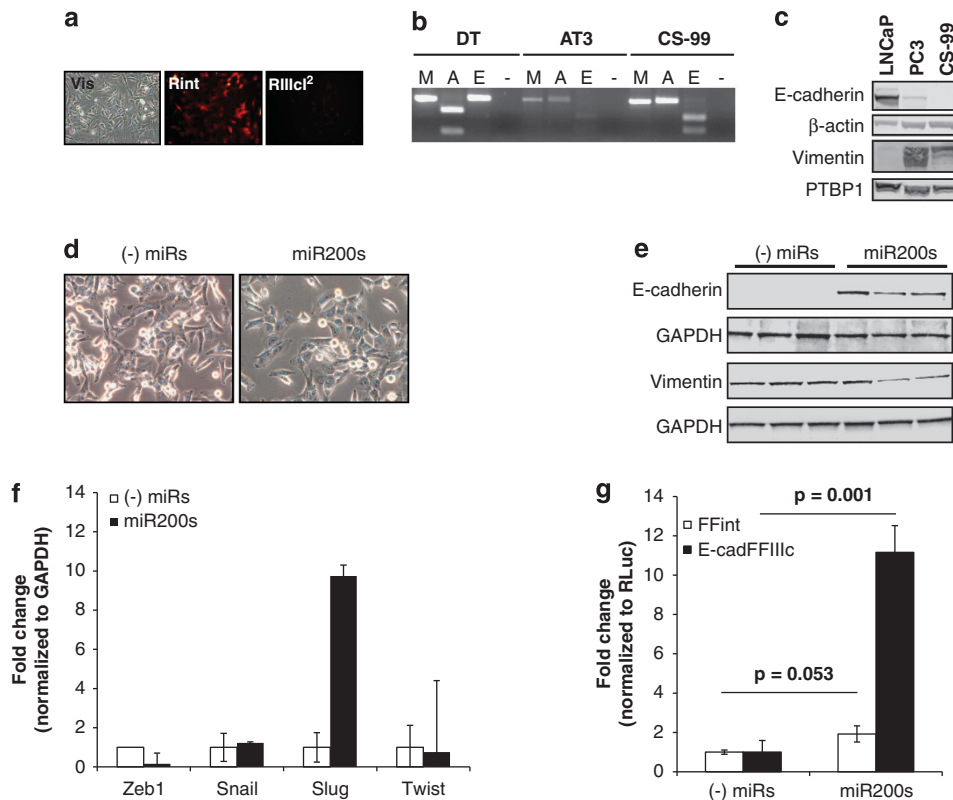 a
Vis
Rint
RIIIcI2
b
DT AT3 CS-99
M A E - M A E - M A E -
c
LNCaP
PC3
CS-99
E-cadherin
β-actin
Vimentin
PTBP1
d
(-) miRs miR200s
e
(-) miRs miR200s
E-cadherin
GAPDH
Vimentin
GAPDH
f
(-) miRs
miR200s
Fold change
(normalized to GAPDH)
14
12
10
8
6
4
2
0
Zeb1 Snail Slug Twist
g
FFint
E-cadFFIIIc
p = 0.001
p = 0.053
Fold change
(normalized to RLuc)
14
12
10
8
6
4
2
0
(-) miRs miR200s